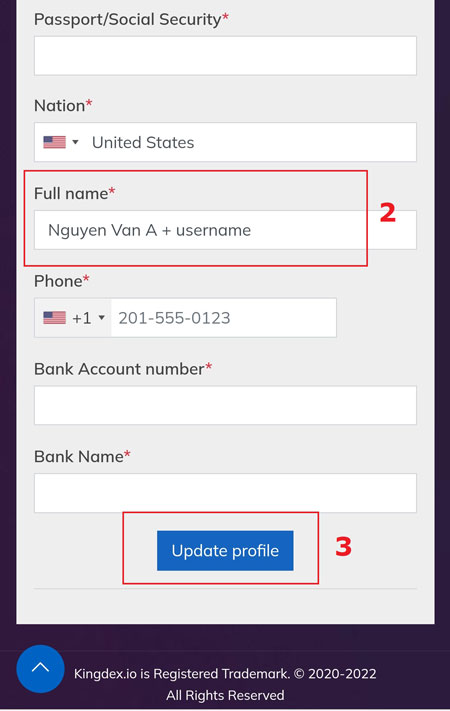 Passport/Social Security*
Nation*
United States
Full name*
Nguyen Van A + username
2
Phone*
+1 201-555-0123
Bank Account number*
Bank Name*
Update profile
3
Kingdex.io is Registered Trademark. © 2020-2022
All Rights Reserved